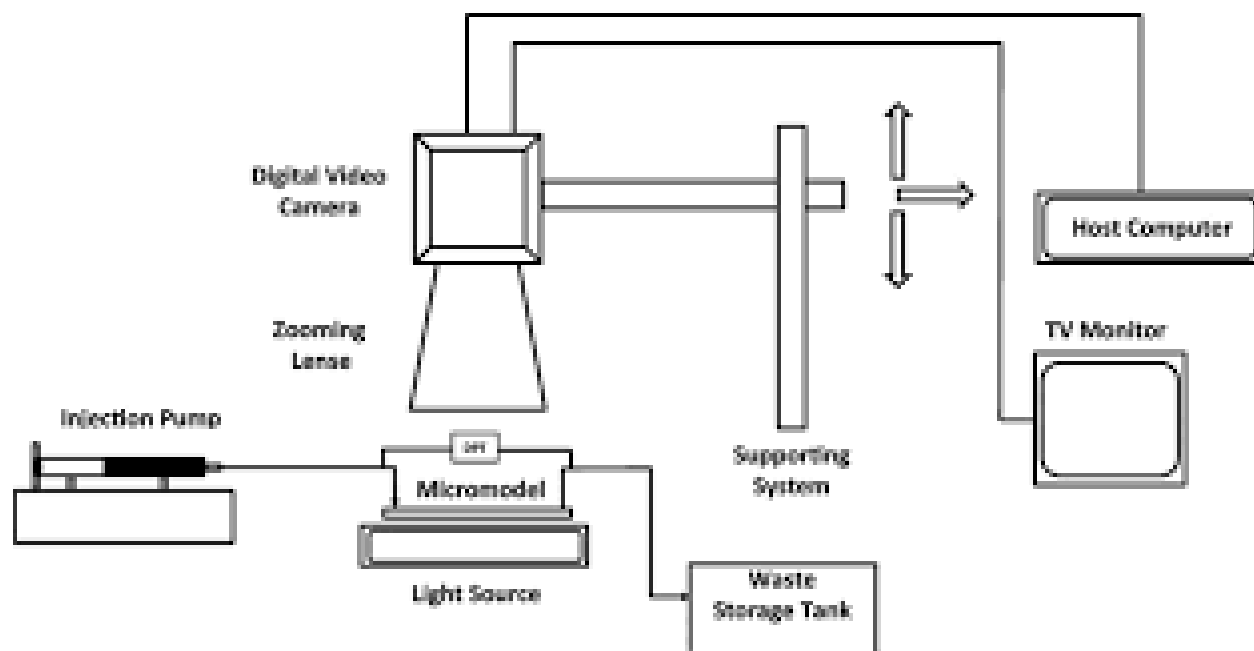 Digital Video
Camera
Host Computer
Zooming
Lense
TV Monitor
Injection Pump
Supporting
System
Micromodel
Light Source
Waste
Storage Tank